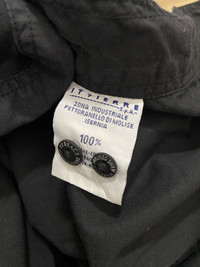 ITTIERRE
S.p.A.
ZONA INDUSTRIALE
PETTORANELLO DI MOLISE
ISERNIA
100%